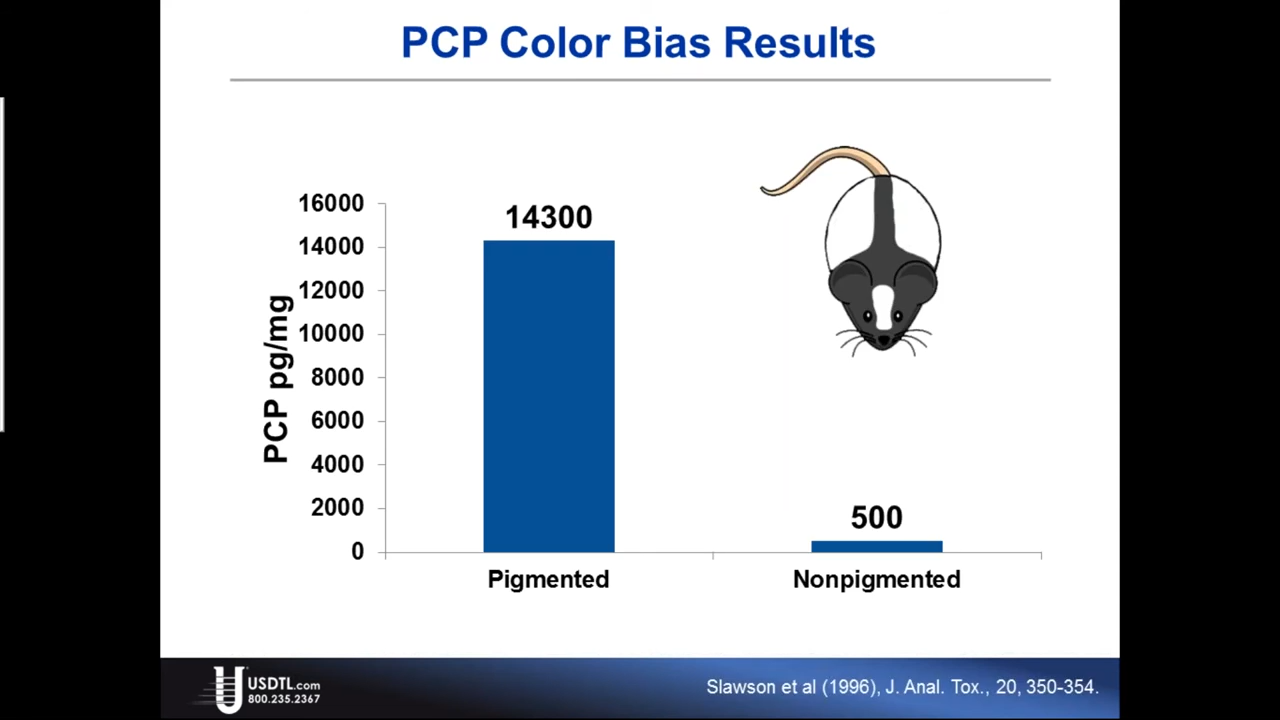 PCP Color Bias Results
PCP pg/mg
16000
14000
12000
10000
8000
6000
4000
2000
0
14300
500
Pigmented
Nonpigmented
USDTL.com
800.235.2367
Slawson et al (1996), J. Anal. Tox., 20, 350-354.